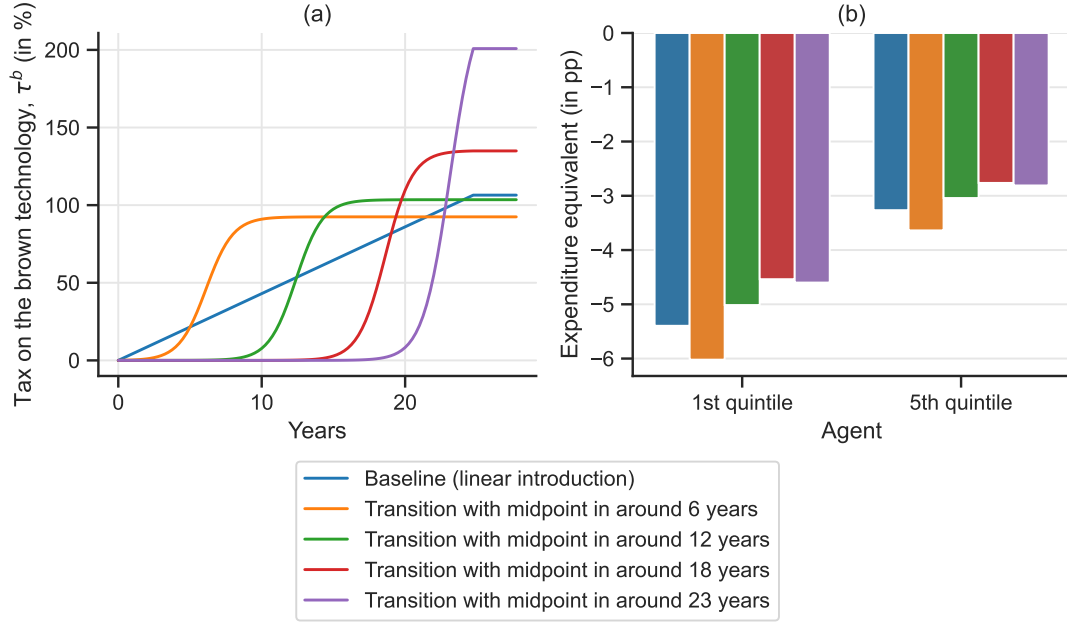 (a)
Tax on the brown technology, τᵇ (in %)
200
150
100
50
0
0 10 20
Years
(b)
Expenditure equivalent (in pp)
0
−1
−2
−3
−4
−5
−6
1st quintile 5th quintile
Agent
Baseline (linear introduction)
Transition with midpoint in around 6 years
Transition with midpoint in around 12 years
Transition with midpoint in around 18 years
Transition with midpoint in around 23 years